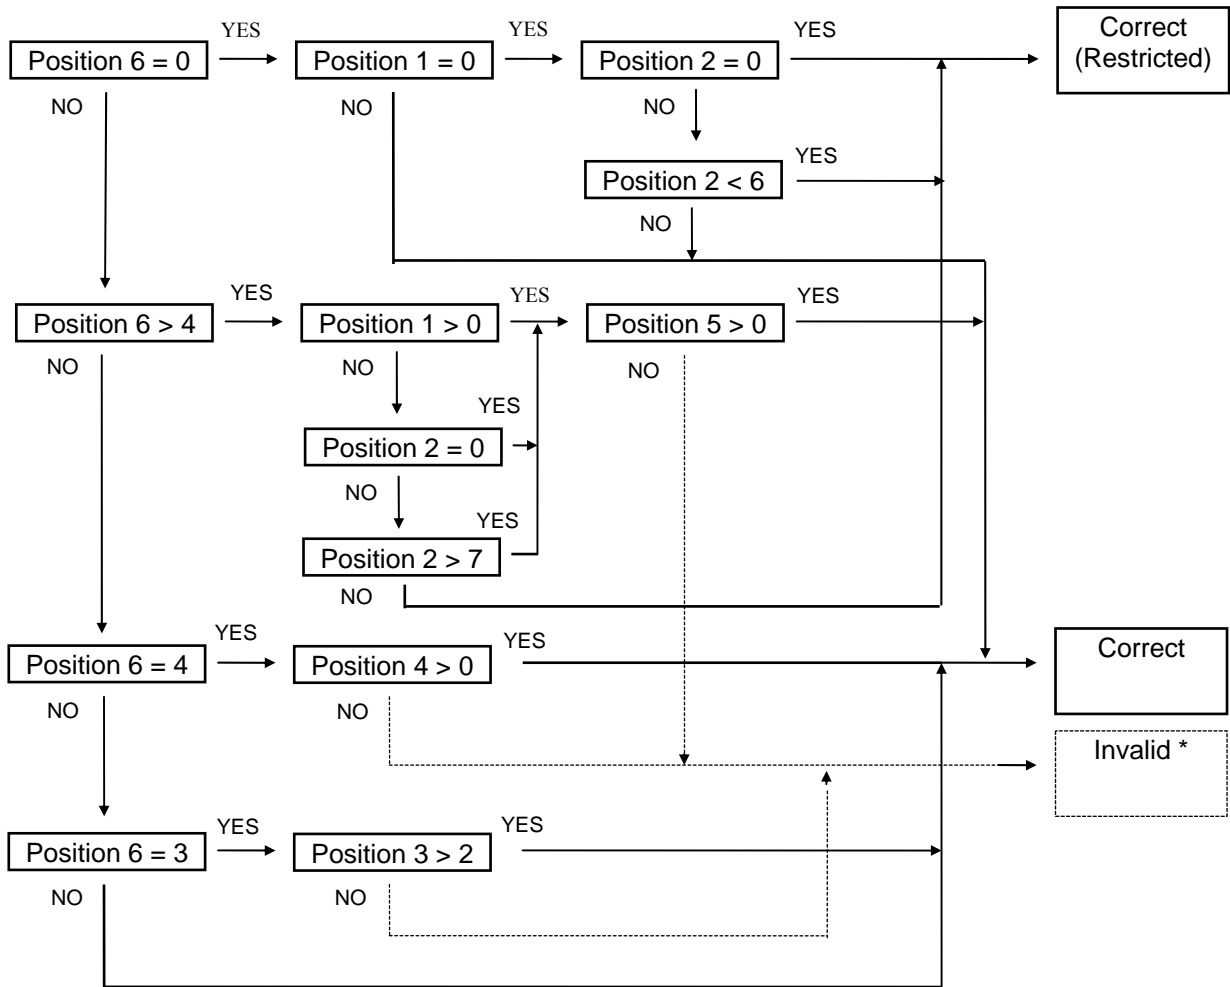 YES
YES
YES
Position 6 = 0
Position 1 = 0
Position 2 = 0
Correct
(Restricted)
NO
NO
NO
YES
Position 2 < 6
NO
YES
YES
YES
Position 6 > 4
Position 1 > 0
Position 5 > 0
NO
NO
NO
YES
Position 2 = 0
NO
YES
Position 2 > 7
NO
YES
YES
Position 6 = 4
Position 4 > 0
Correct
NO
NO
Invalid *
YES
YES
Position 6 = 3
Position 3 > 2
NO
NO